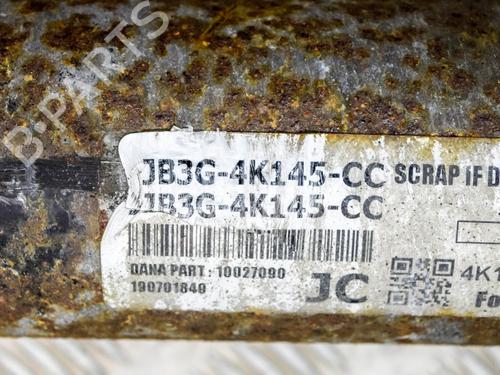 B-PARTS
JB3G-4K145-CC SCRAP IF D
JB3G-4K145-CC
DANA PART: 10027090
190701849
JC
4K1
Fo